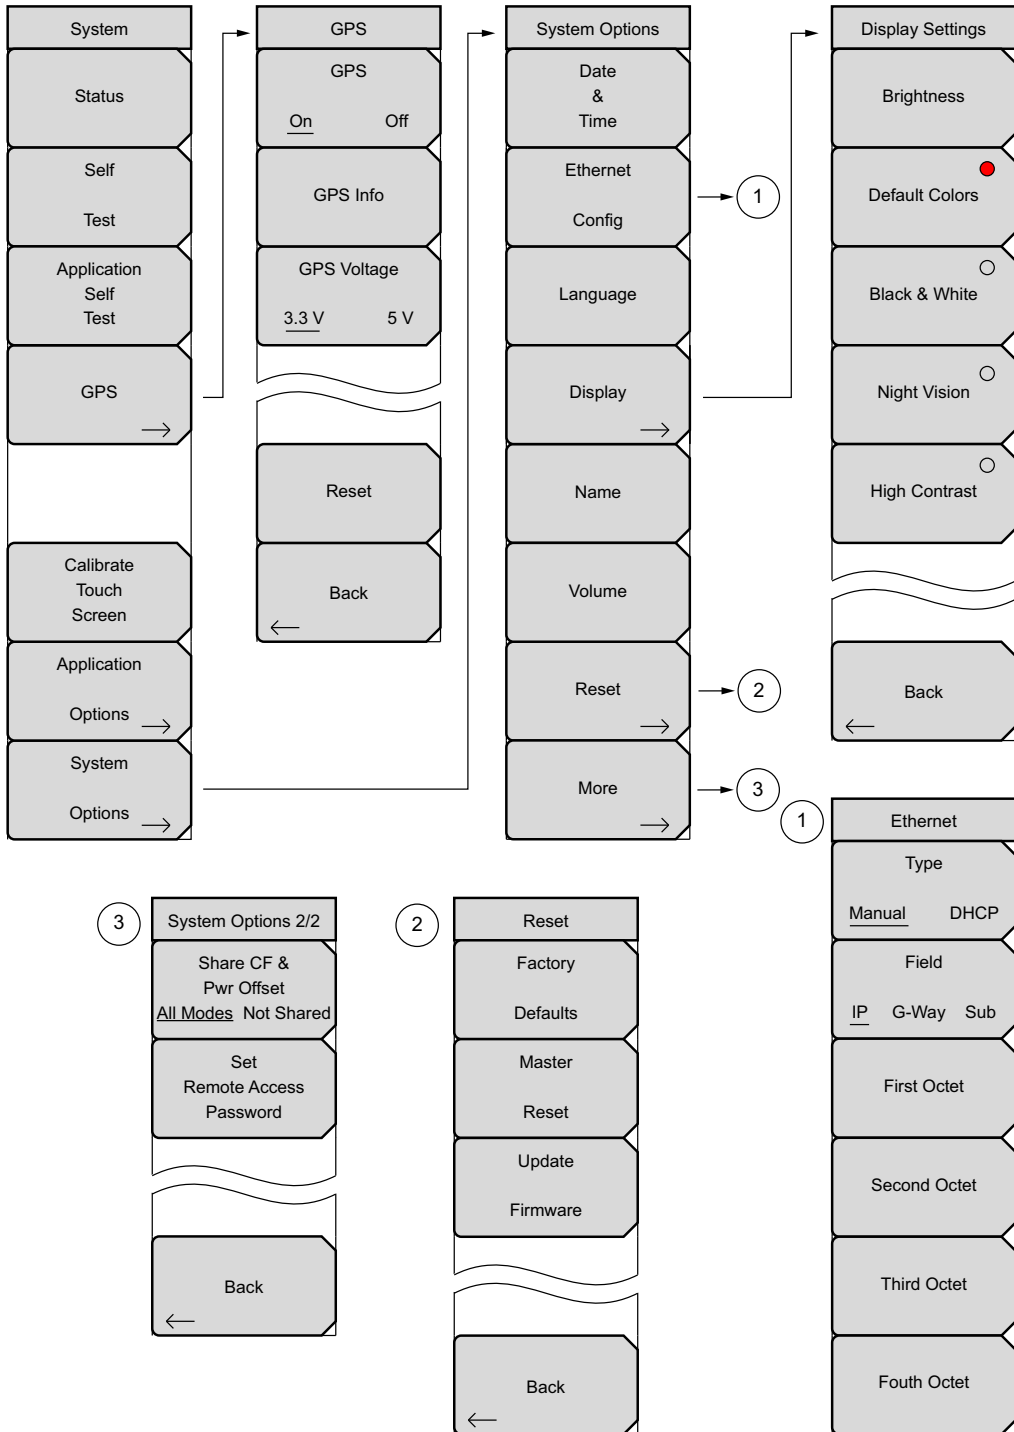 System
Status
Self
Test
Application
Self
Test
GPS
Calibrate
Touch
Screen
Application
Options
System
Options
GPS
GPS
On Off
GPS Info
GPS Voltage
3.3 V 5 V
Reset
Back
System Options
Date
&
Time
Ethernet
Config
1
Language
Display
Name
Volume
Reset
2
More
3
Display Settings
Brightness
Default Colors
Black & White
Night Vision
High Contrast
Back
3
System Options 2/2
Share CF &
Pwr Offset
All Modes Not Shared
Set
Remote Access
Password
Back
2
Reset
Factory
Defaults
Master
Reset
Update
Firmware
Back
1
Ethernet
Type
Manual DHCP
Field
IP G-Way Sub
First Octet
Second Octet
Third Octet
Fouth Octet